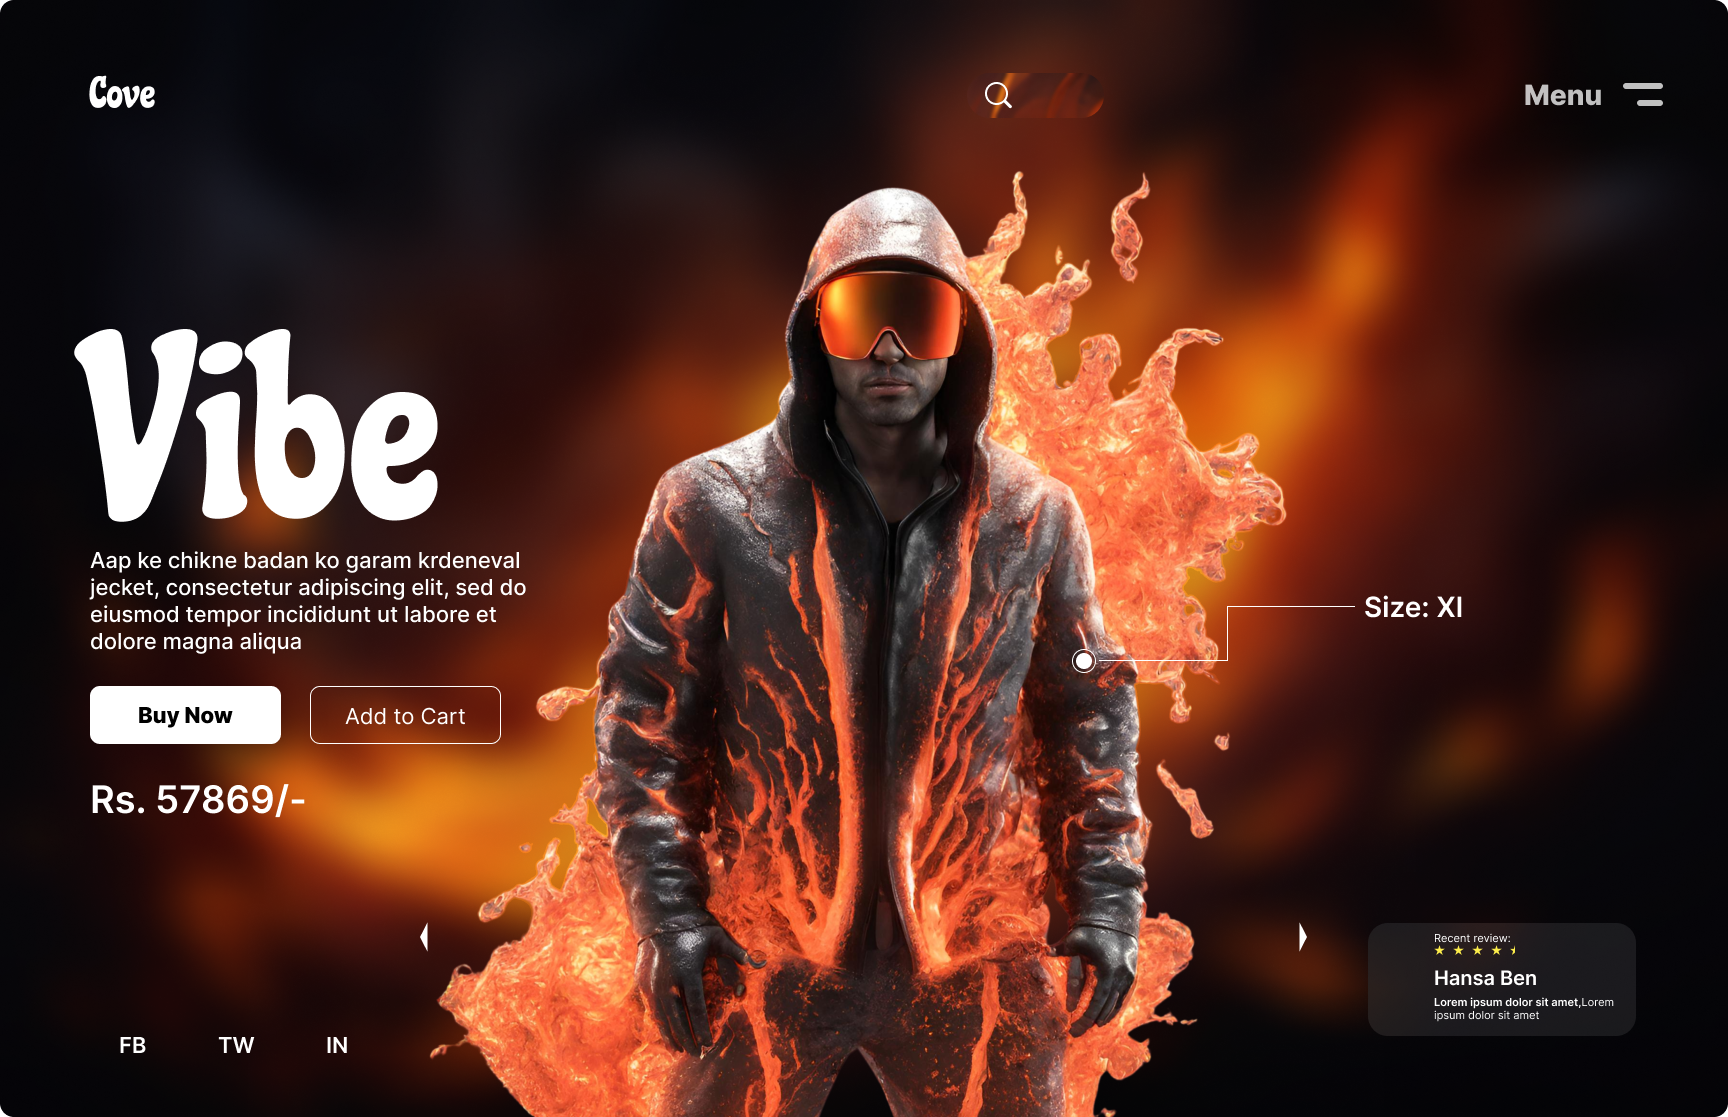 Cove
Menu
Vibe
Aap ke chikne badan ko garam krdeneval
jecket, consectetur adipiscing elit, sed do
eiusmod tempor incididunt ut labore et
dolore magna aliqua
Size: Xl
Buy Now
Add to Cart
Rs. 57869/-
Recent review:
Hansa Ben
Lorem ipsum dolor sit amet,Lorem
ipsum dolor sit amet
FB
TW
IN